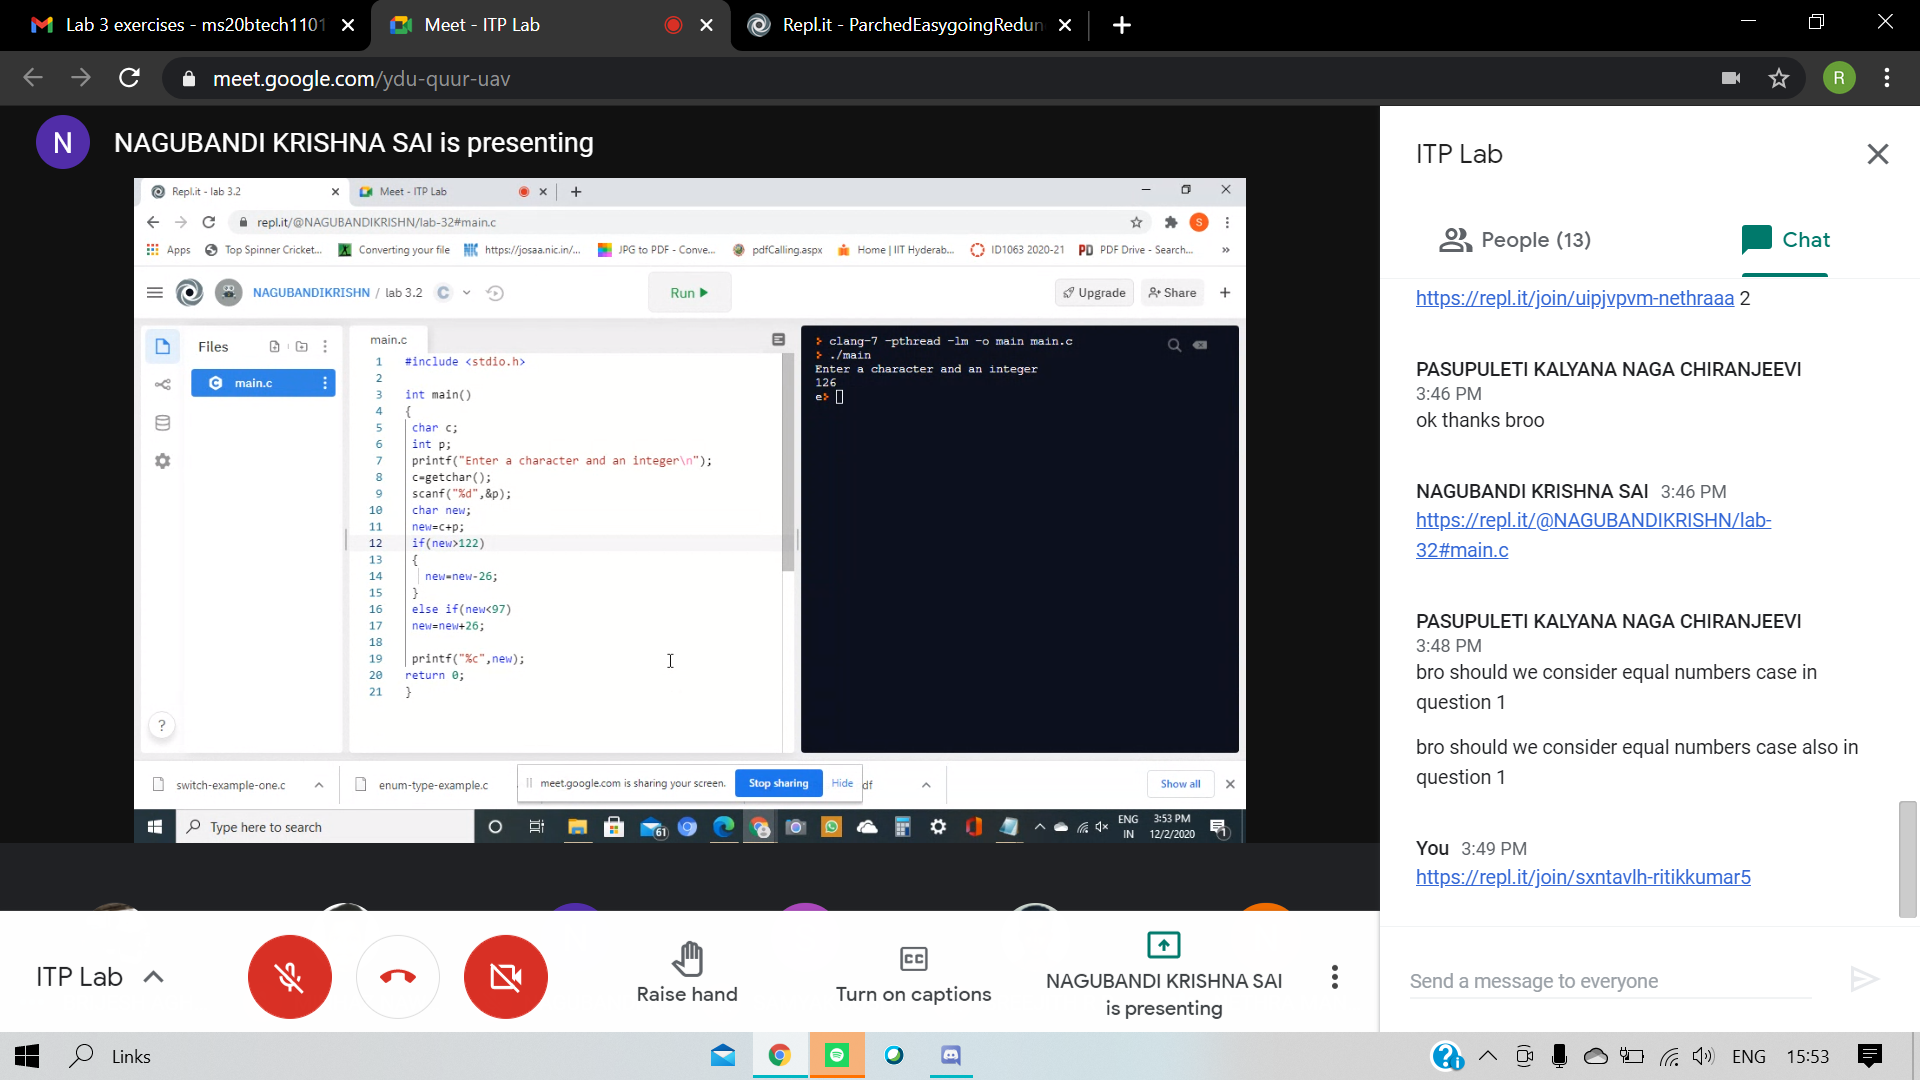 Lab 3 exercises - ms20btech1101
Meet - ITP Lab
Repl.it - ParchedEasygoingRedun
meet.google.com/ydu-quur-uav
R
N
NAGUBANDI KRISHNA SAI is presenting
Repl.it - lab 3.2
Meet - ITP Lab
repl.it/@NAGUBANDIKRISHN/lab-32#main.c
S
Apps
Top Spinner Cricket...
Converting your file
https://josaa.nic.in/...
JPG to PDF - Conve...
pdfCalling.aspx
Home | IIT Hyderab...
ID1063 2020-21
PD PDF Drive - Search...
»
NAGUBANDIKRISHN / lab 3.2
C
Run
Upgrade
Share
Files
main.c
main.c
1 #include <stdio.h>
2
3 int main()
4 {
5 char c;
6 int p;
7 printf("Enter a character and an integer\n");
8 c=getchar();
9 scanf("%d",&p);
10 char new;
11 new=c+p;
12 if(new>122)
13 {
14 new=new-26;
15 }
16 else if(new<97)
17 new=new+26;
18
19 printf("%c",new);
20 return 0;
21 }
clang-7 -pthread -lm -o main main.c
./main
Enter a character and an integer
126
e
?
switch-example-one.c
enum-type-example.c
meet.google.com is sharing your screen.
Stop sharing
Hide
df
Show all
Type here to search
61
ENG
IN
3:53 PM
12/2/2020
1
ITP Lab
People (13)
Chat
https://repl.it/join/uipjvpvm-nethraaa 2
PASUPULETI KALYANA NAGA CHIRANJEEVI
3:46 PM
ok thanks broo
NAGUBANDI KRISHNA SAI 3:46 PM
https://repl.it/@NAGUBANDIKRISHN/lab-
32#main.c
PASUPULETI KALYANA NAGA CHIRANJEEVI
3:48 PM
bro should we consider equal numbers case in
question 1
bro should we consider equal numbers case also in
question 1
You 3:49 PM
https://repl.it/join/sxntavlh-ritikkumar5
Send a message to everyone
ITP Lab
Raise hand
CC
Turn on captions
NAGUBANDI KRISHNA SAI
is presenting
Links
ENG
15:53